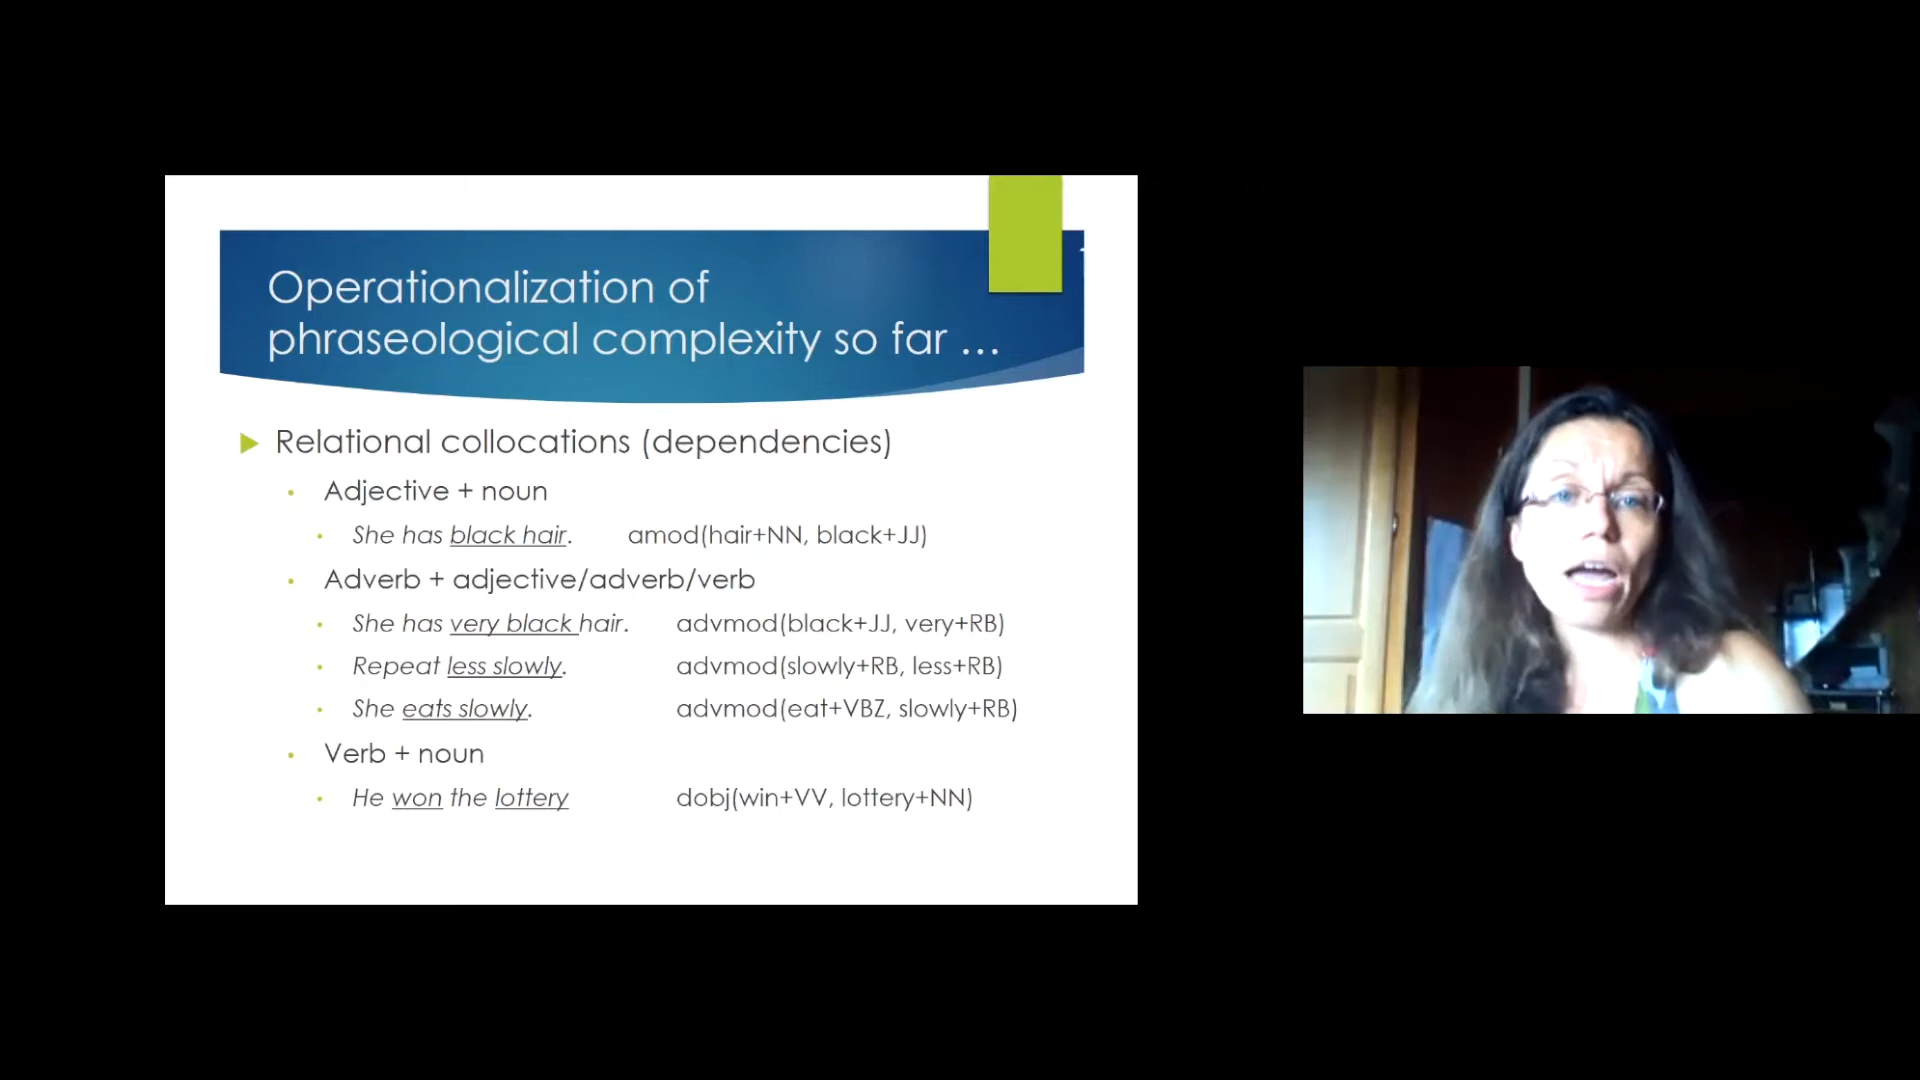 Operationalization of
phraseological complexity so far …
Relational collocations (dependencies)
Adjective + noun
She has black hair. amod(hair+NN, black+JJ)
Adverb + adjective/adverb/verb
She has very black hair. advmod(black+JJ, very+RB)
Repeat less slowly. advmod(slowly+RB, less+RB)
She eats slowly. advmod(eat+VBZ, slowly+RB)
Verb + noun
He won the lottery dobj(win+VV, lottery+NN)